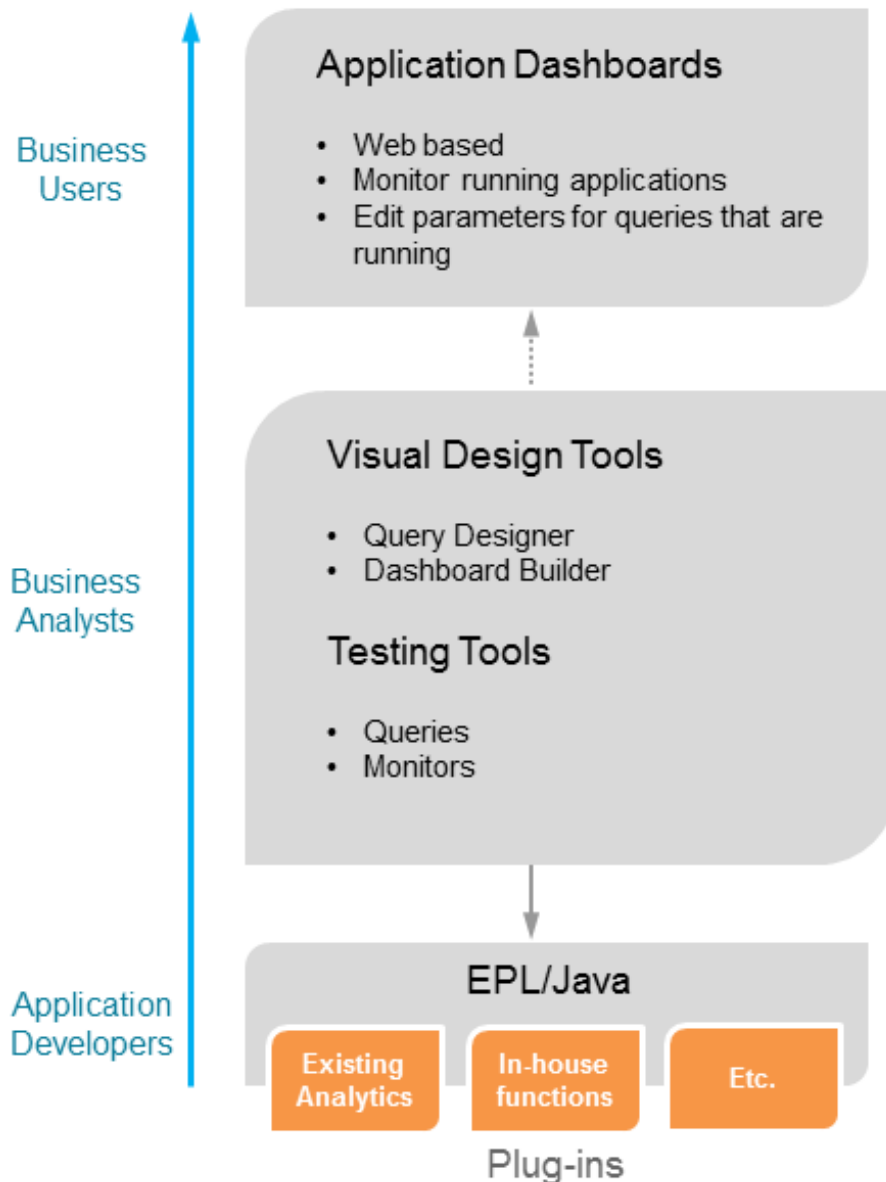 Application Dashboards
• Web based
• Monitor running applications
• Edit parameters for queries that are
running
Business
Users
Visual Design Tools
• Query Designer
• Dashboard Builder
Testing Tools
• Queries
• Monitors
Business
Analysts
EPL/Java
Existing
Analytics
In-house
functions
Etc.
Application
Developers
Plug-ins